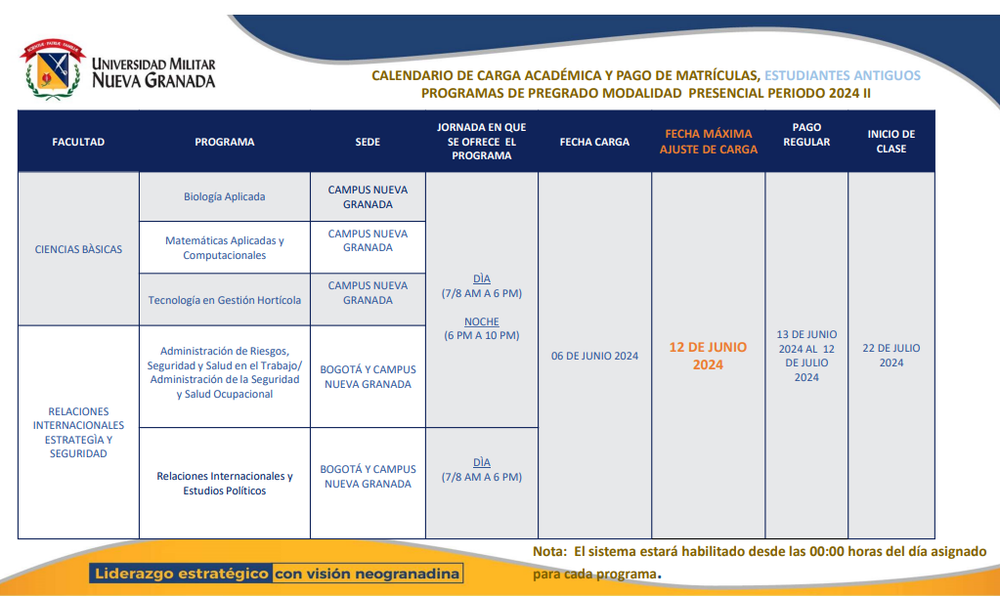 UNIVERSIDAD MILITAR
NUEVA GRANADA
CALENDARIO DE CARGA ACADÉMICA Y PAGO DE MATRÍCULAS, ESTUDIANTES ANTIGUOS
PROGRAMAS DE PREGRADO MODALIDAD PRESENCIAL PERIODO 2024 II
FACULTAD
PROGRAMA
SEDE
JORNADA EN QUE
SE OFRECE EL
PROGRAMA
FECHA CARGA
FECHA MÁXIMA
AJUSTE DE CARGA
PAGO
REGULAR
INICIO DE
CLASE
CIENCIAS BÀSICAS
Biología Aplicada
CAMPUS NUEVA
GRANADA
Matemáticas Aplicadas y
Computacionales
CAMPUS NUEVA
GRANADA
Tecnología en Gestión Hortícola
CAMPUS NUEVA
GRANADA
DÌA
(7/8 AM A 6 PM)
NOCHE
(6 PM A 10 PM)
RELACIONES
INTERNACIONALES
ESTRATEGÌA Y
SEGURIDAD
Administración de Riesgos,
Seguridad y Salud en el Trabajo/
Administración de la Seguridad
y Salud Ocupacional
BOGOTÁ Y CAMPUS
NUEVA GRANADA
Relaciones Internacionales y
Estudios Políticos
BOGOTÁ Y CAMPUS
NUEVA GRANADA
DÌA
(7/8 AM A 6 PM)
06 DE JUNIO 2024
12 DE JUNIO
2024
13 DE JUNIO
2024 AL 12
DE JULIO
2024
22 DE JULIO
2024
Nota: El sistema estará habilitado desde las 00:00 horas del día asignado
para cada programa.
Liderazgo estratégico con visión neogranadina